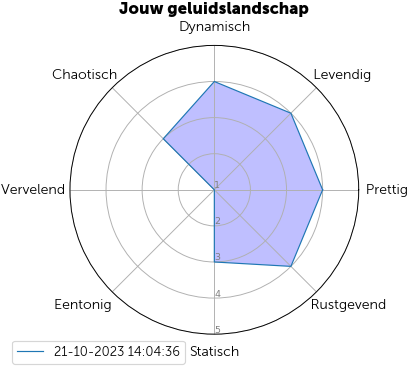 Jouw geluidslandschap
Dynamisch
Chaotisch
Levendig
Vervelend
Prettig
1
2
3
4
5
Eentonig
Rustgevend
21-10-2023 14:04:36
Statisch